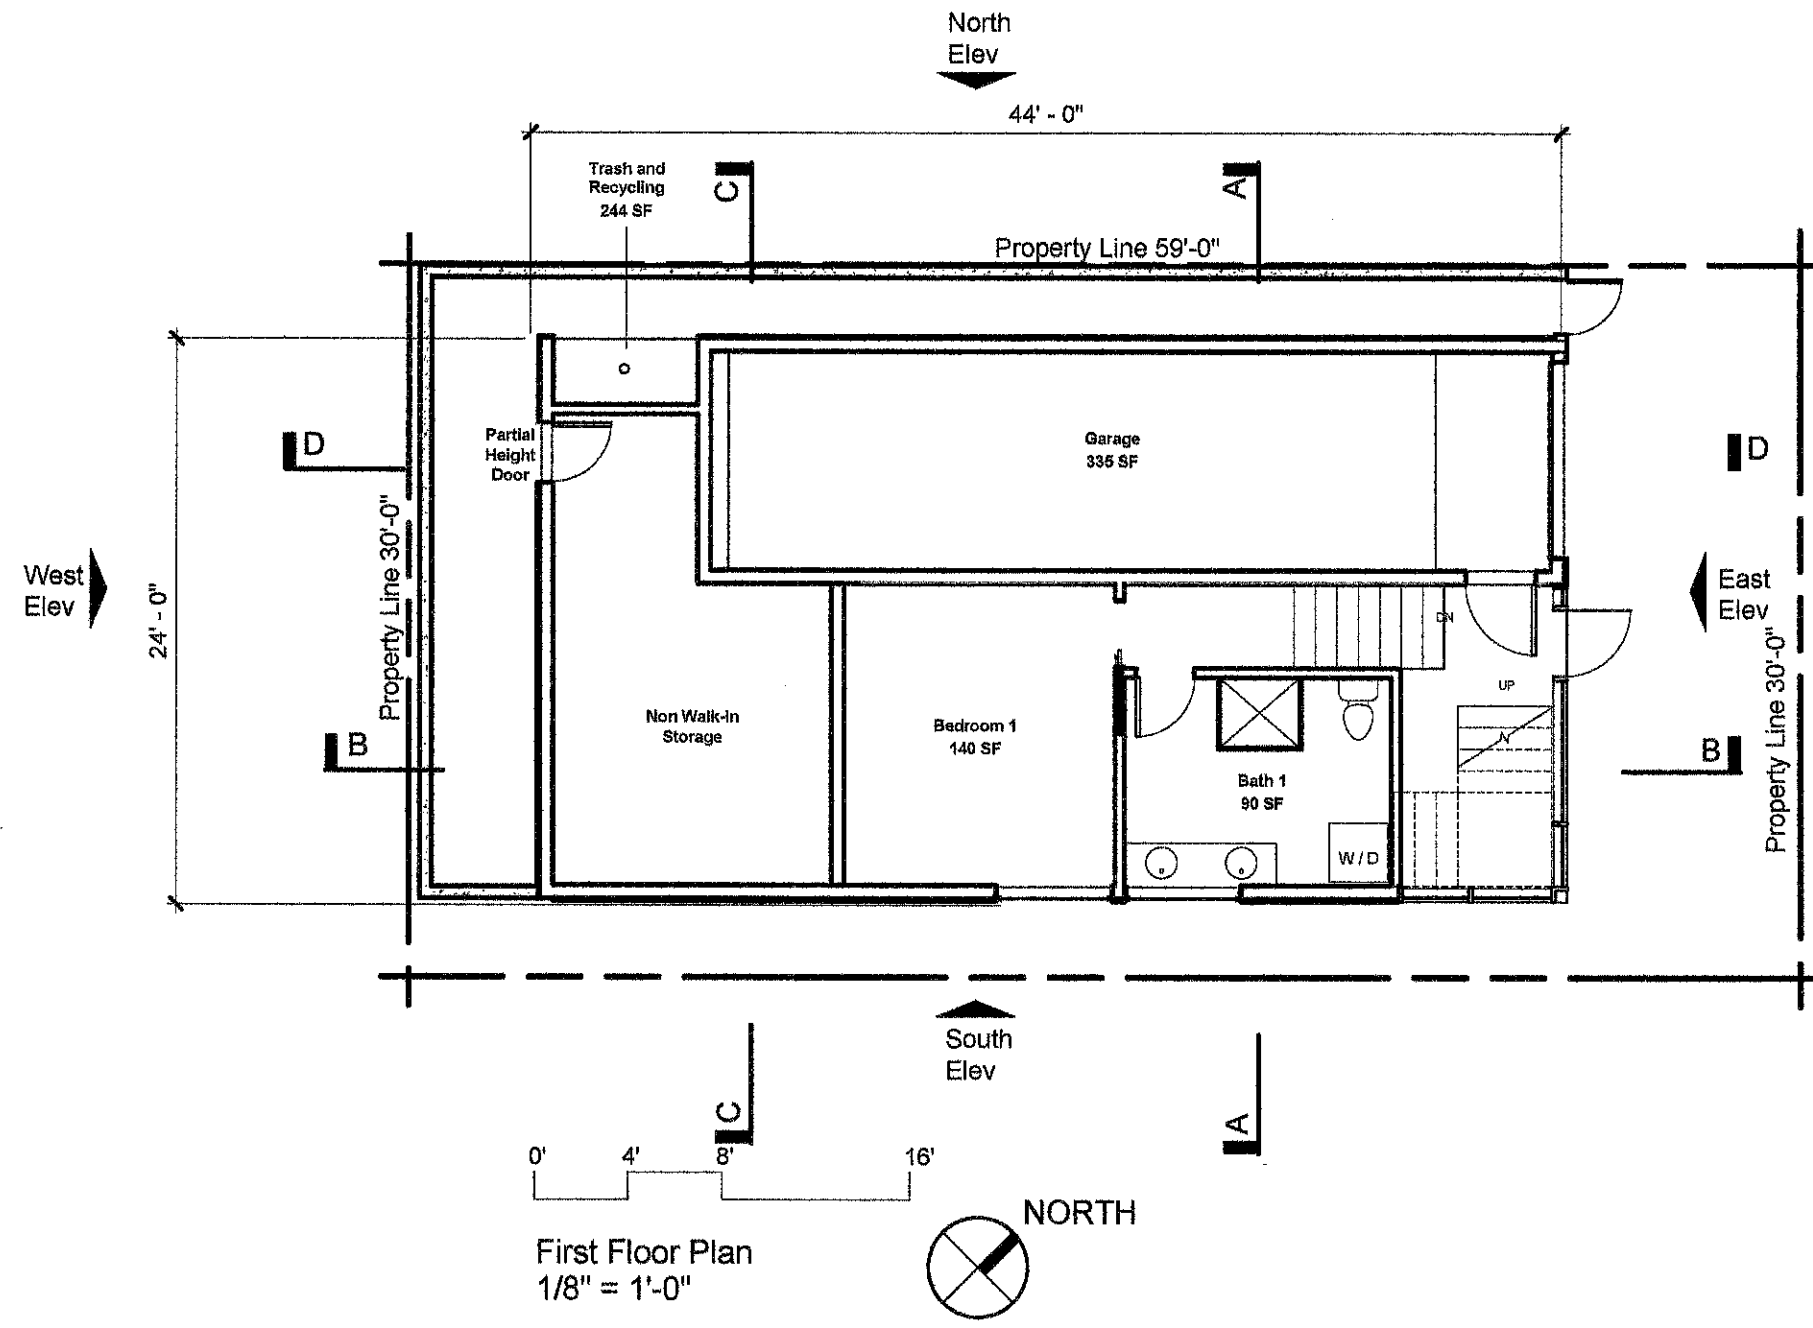 North
Elev
44' - 0"
Trash and
Recycling
244 SF
C
A
Property Line 59'-0"
Partial
Height
Door
Garage
335 SF
D
D
Property Line 30'-0"
West
Elev
24' - 0"
East
Elev
DN
UP
Property Line 30'-0"
Non Walk-in
Storage
Bedroom 1
140 SF
B
B
N
Bath 1
90 SF
W / D
South
Elev
C
A
0' 4' 8' 16'
NORTH
First Floor Plan
1/8" = 1'-0"